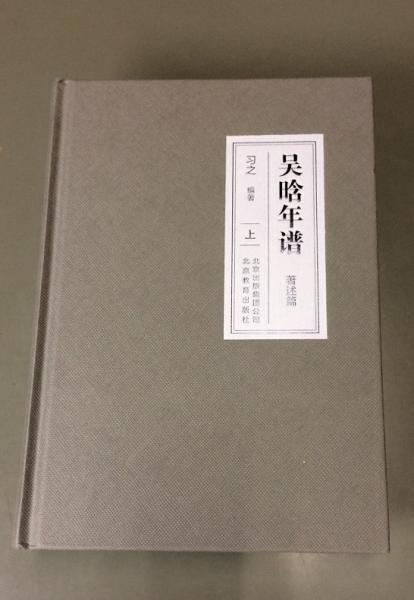 吴晗年谱
著述篇
习之 编著
上
北京出版集团公司
北京教育出版社